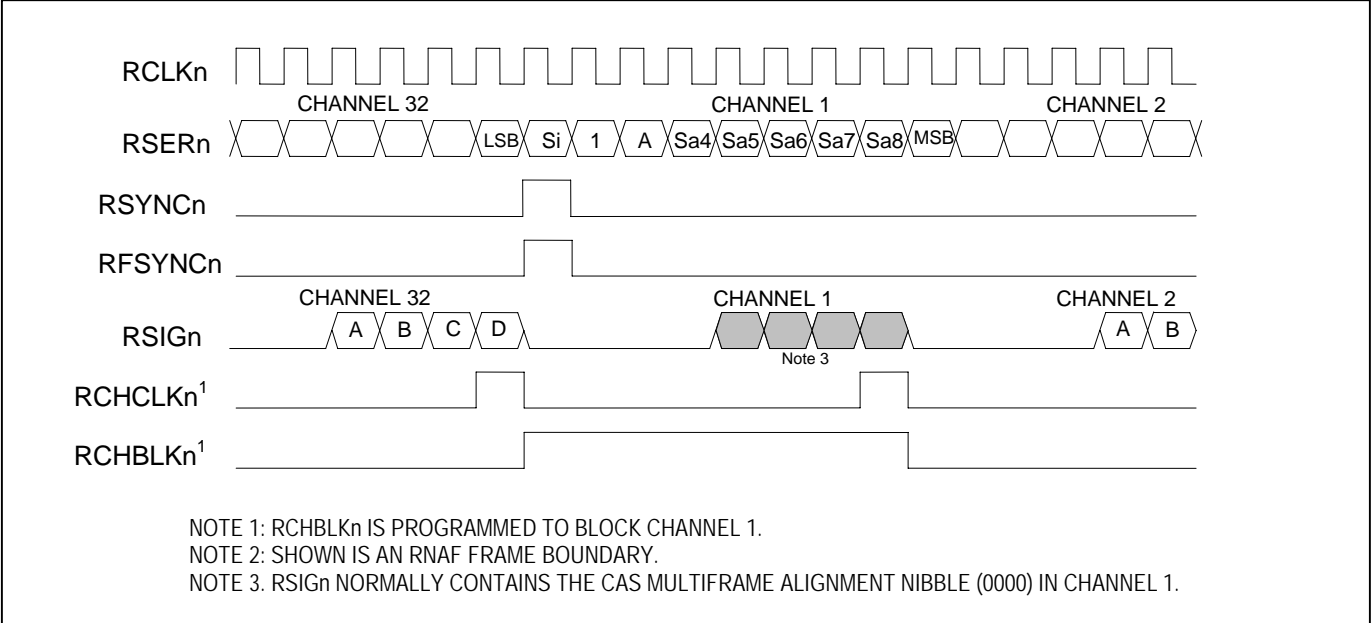 RCLKn
CHANNEL 32 CHANNEL 1 CHANNEL 2
RSERn LSB Si 1 A Sa4 Sa5 Sa6 Sa7 Sa8 MSB
RSYNCn
RFSYNCn
CHANNEL 32 CHANNEL 1 CHANNEL 2
RSIGn A B C D A B
Note 3
RCHCLKn1
RCHBLKn1
NOTE 1: RCHBLKn IS PROGRAMMED TO BLOCK CHANNEL 1.
NOTE 2: SHOWN IS AN RNAF FRAME BOUNDARY.
NOTE 3. RSIGn NORMALLY CONTAINS THE CAS MULTIFRAME ALIGNMENT NIBBLE (0000) IN CHANNEL 1.